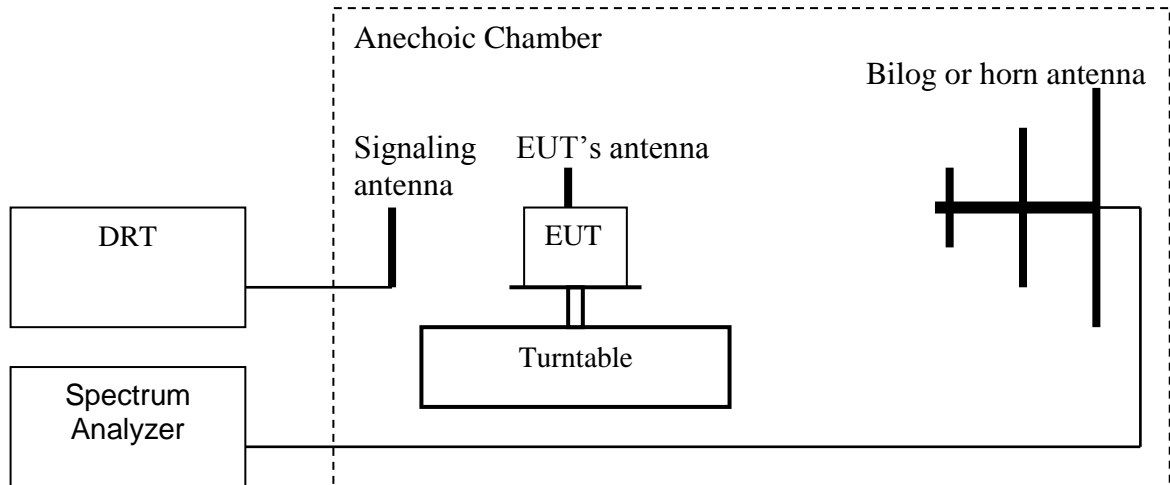 Anechoic Chamber
Bilog or horn antenna
Signaling
antenna
EUT’s antenna
DRT
EUT
Turntable
Spectrum
Analyzer